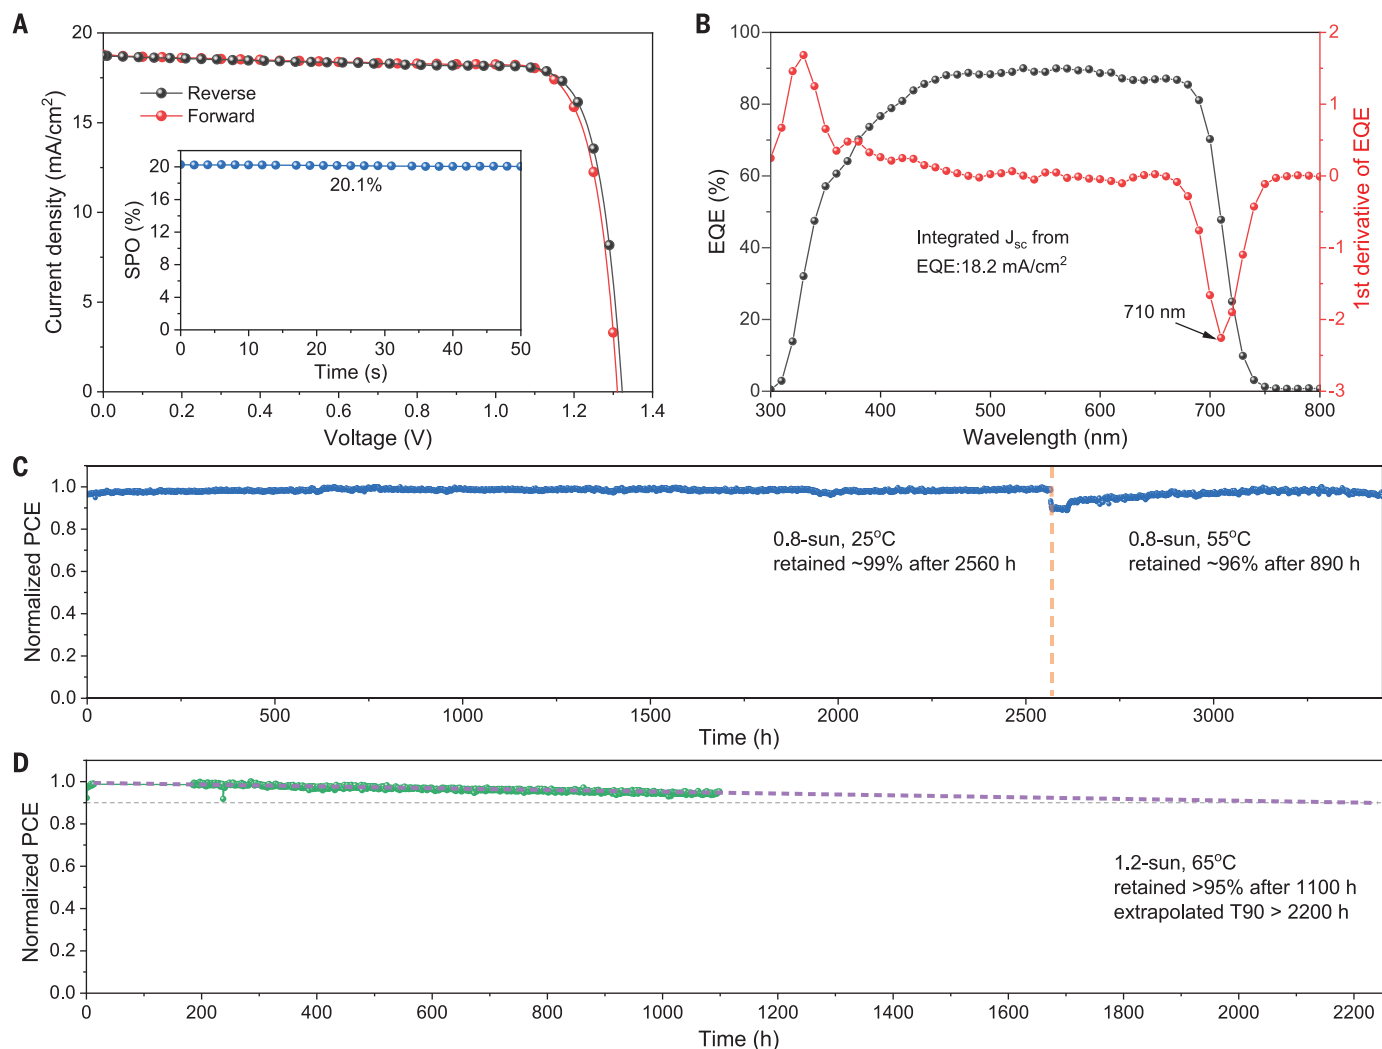 A
20
15
10
5
0
Current density (mA/cm²)
Reverse
Forward
20
16
12
8
4
0
SPO (%)
20.1%
0 10 20 30 40 50
Time (s)
0.0 0.2 0.4 0.6 0.8 1.0 1.2 1.4
Voltage (V)
B
100
80
60
40
20
0
EQE (%)
2
1
0
-1
-2
-3
1st derivative of EQE
Integrated Jsc from
EQE:18.2 mA/cm²
710 nm
300 400 500 600 700 800
Wavelength (nm)
C
1.0
0.8
0.6
0.4
0.2
0.0
Normalized PCE
0.8-sun, 25°C
retained ~99% after 2560 h
0.8-sun, 55°C
retained ~96% after 890 h
0 500 1000 1500 2000 2500 3000
Time (h)
D
1.0
0.8
0.6
0.4
0.2
0.0
Normalized PCE
1.2-sun, 65°C
retained >95% after 1100 h
extrapolated T90 > 2200 h
0 200 400 600 800 1000 1200 1400 1600 1800 2000 2200
Time (h)